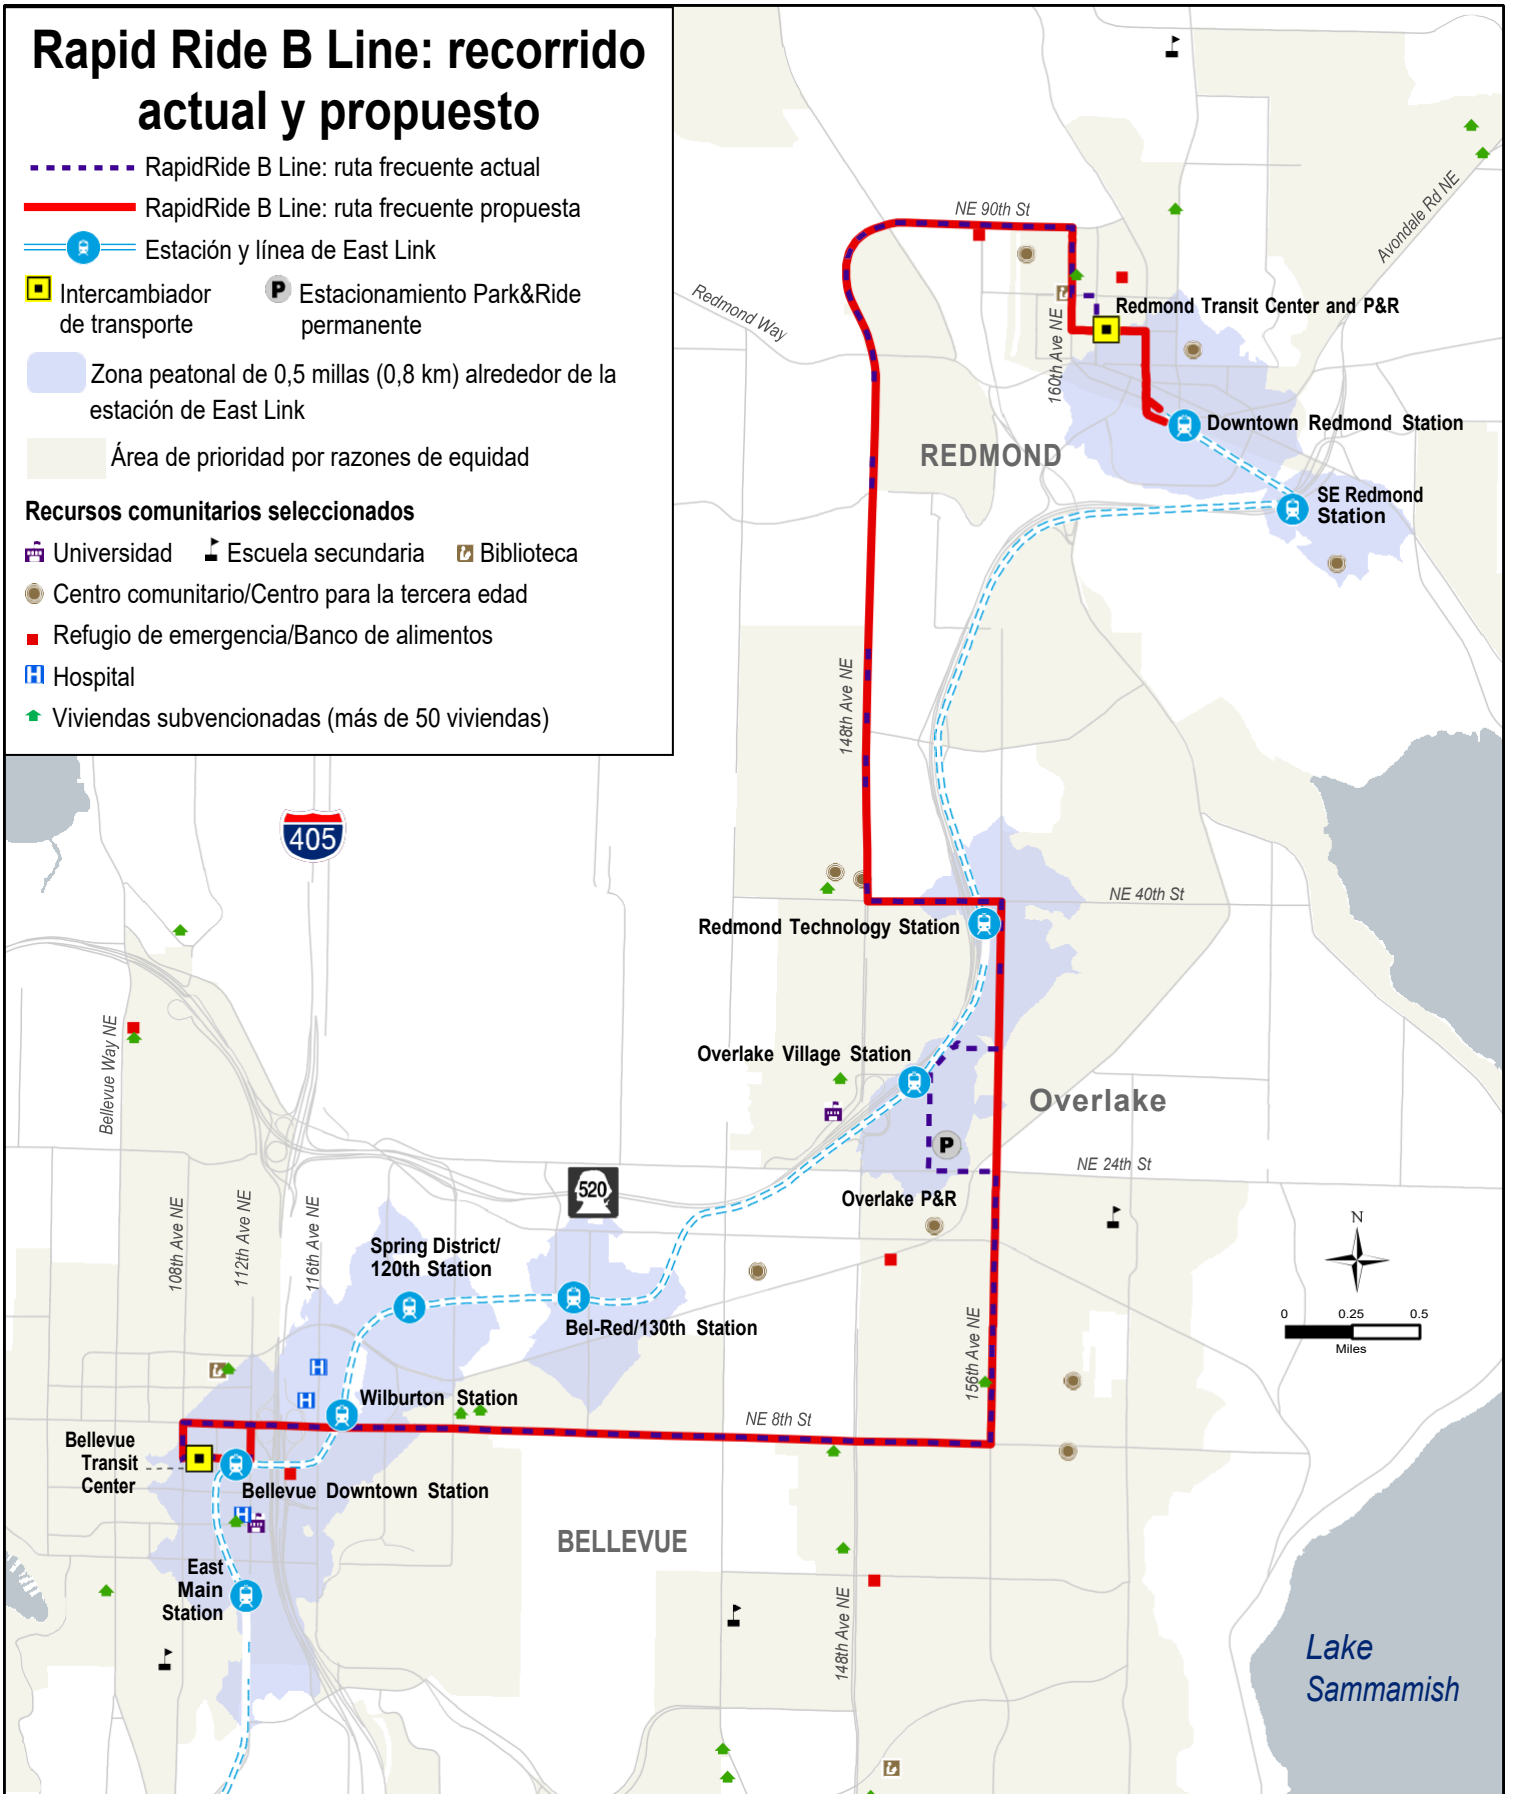 Rapid Ride B Line: recorrido
actual y propuesto
RapidRide B Line: ruta frecuente actual
RapidRide B Line: ruta frecuente propuesta
Estación y línea de East Link
Intercambiador
de transporte
P Estacionamiento Park&Ride
permanente
Zona peatonal de 0,5 millas (0,8 km) alrededor de la
estación de East Link
Área de prioridad por razones de equidad
Recursos comunitarios seleccionados
Universidad Escuela secundaria Biblioteca
Centro comunitario/Centro para la tercera edad
Refugio de emergencia/Banco de alimentos
H Hospital
Viviendas subvencionadas (más de 50 viviendas)
NE 90th St
Avondale Rd NE
Redmond Way
Redmond Transit Center and P&R
160th Ave NE
Downtown Redmond Station
REDMOND
SE Redmond
Station
148th Ave NE
405
NE 40th St
Redmond Technology Station
Bellevue Way NE
Overlake Village Station
Overlake
P
NE 24th St
520
Overlake P&R
108th Ave NE
112th Ave NE
116th Ave NE
Spring District/
120th Station
N
0 0.25 0.5
Miles
Bel-Red/130th Station
156th Ave NE
H
H
Wilburton Station
NE 8th St
Bellevue
Transit
Center
Bellevue Downtown Station
H
BELLEVUE
East
Main
Station
148th Ave NE
Lake
Sammamish